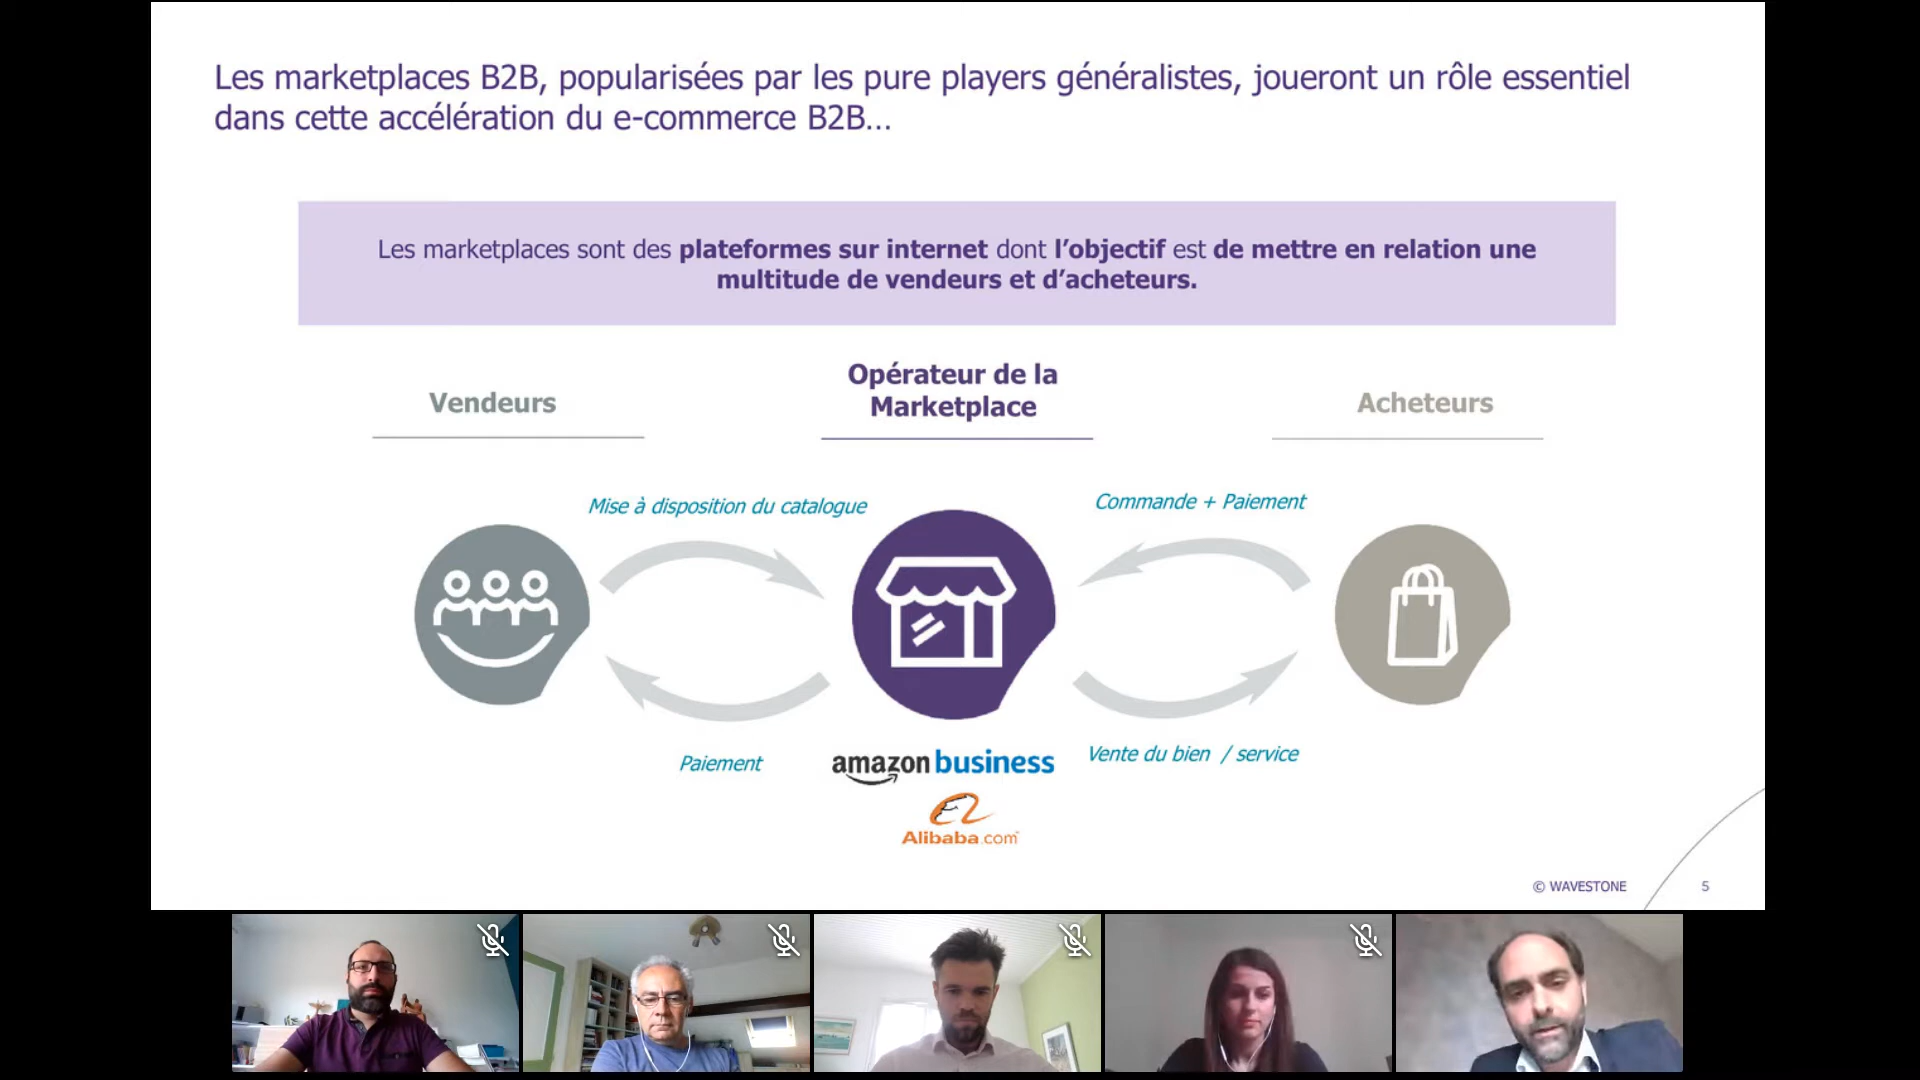 Les marketplaces B2B, popularisées par les pure players généralistes, joueront un rôle essentiel
dans cette accélération du e-commerce B2B…
Les marketplaces sont des plateformes sur internet dont l’objectif est de mettre en relation une
multitude de vendeurs et d’acheteurs.
Vendeurs
Opérateur de la
Marketplace
Acheteurs
Mise à disposition du catalogue
Commande + Paiement
Paiement
amazon business
Vente du bien / service
Alibaba.com
© WAVESTONE
5